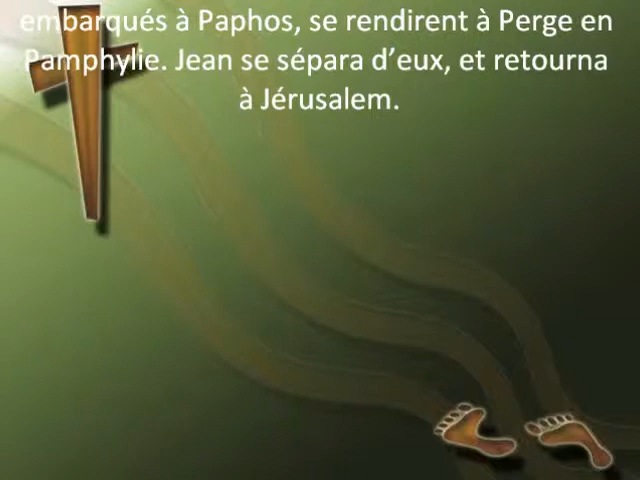 embarqués à Paphos, se rendirent à Perge en
Pamphylie. Jean se sépara d’eux, et retourna
à Jérusalem.